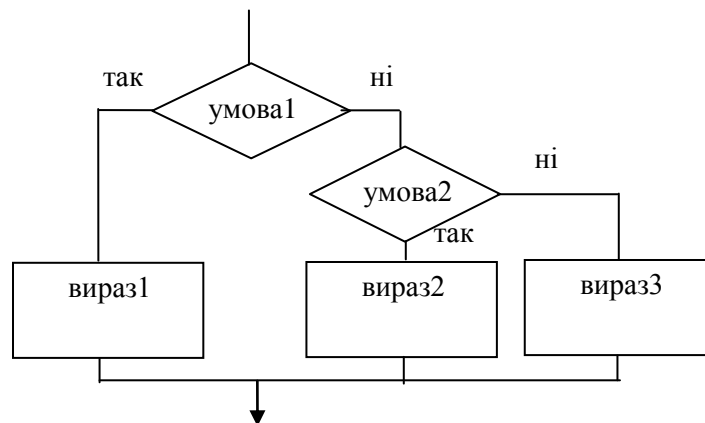 так
ні
умова1
ні
умова2
так
вираз1
вираз2
вираз3